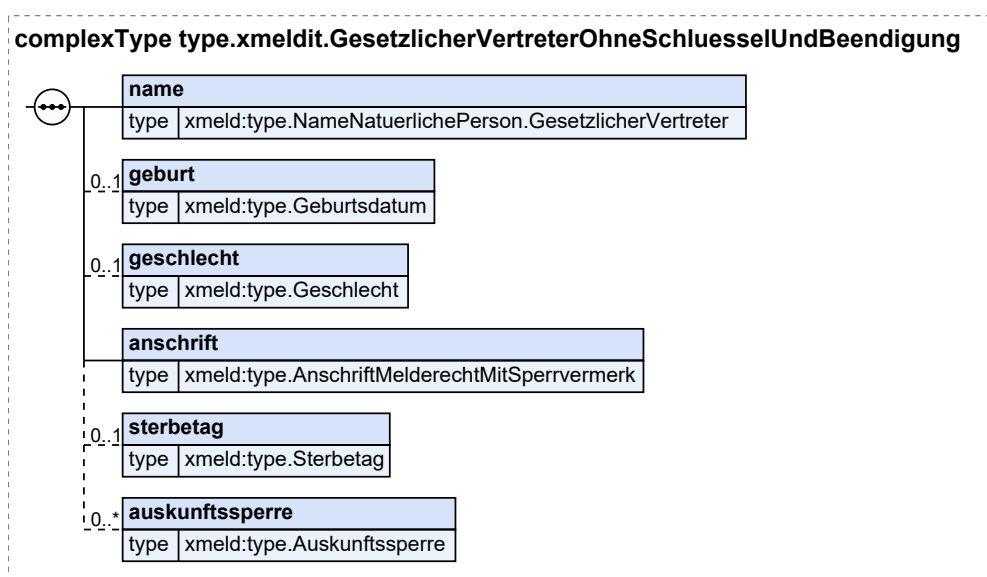 complexType type.xmeldit.GesetzlicherVertreterOhneSchluesselUndBeendigung
name
type xmeld:type.NameNatuerlichePerson.GesetzlicherVertreter
0..1 geburt
type xmeld:type.Geburtsdatum
0..1 geschlecht
type xmeld:type.Geschlecht
anschrift
type xmeld:type.AnschriftMelderechtMitSperrvermerk
0..1 sterbetag
type xmeld:type.Sterbetag
0..* auskunftssperre
type xmeld:type.Auskunftssperre